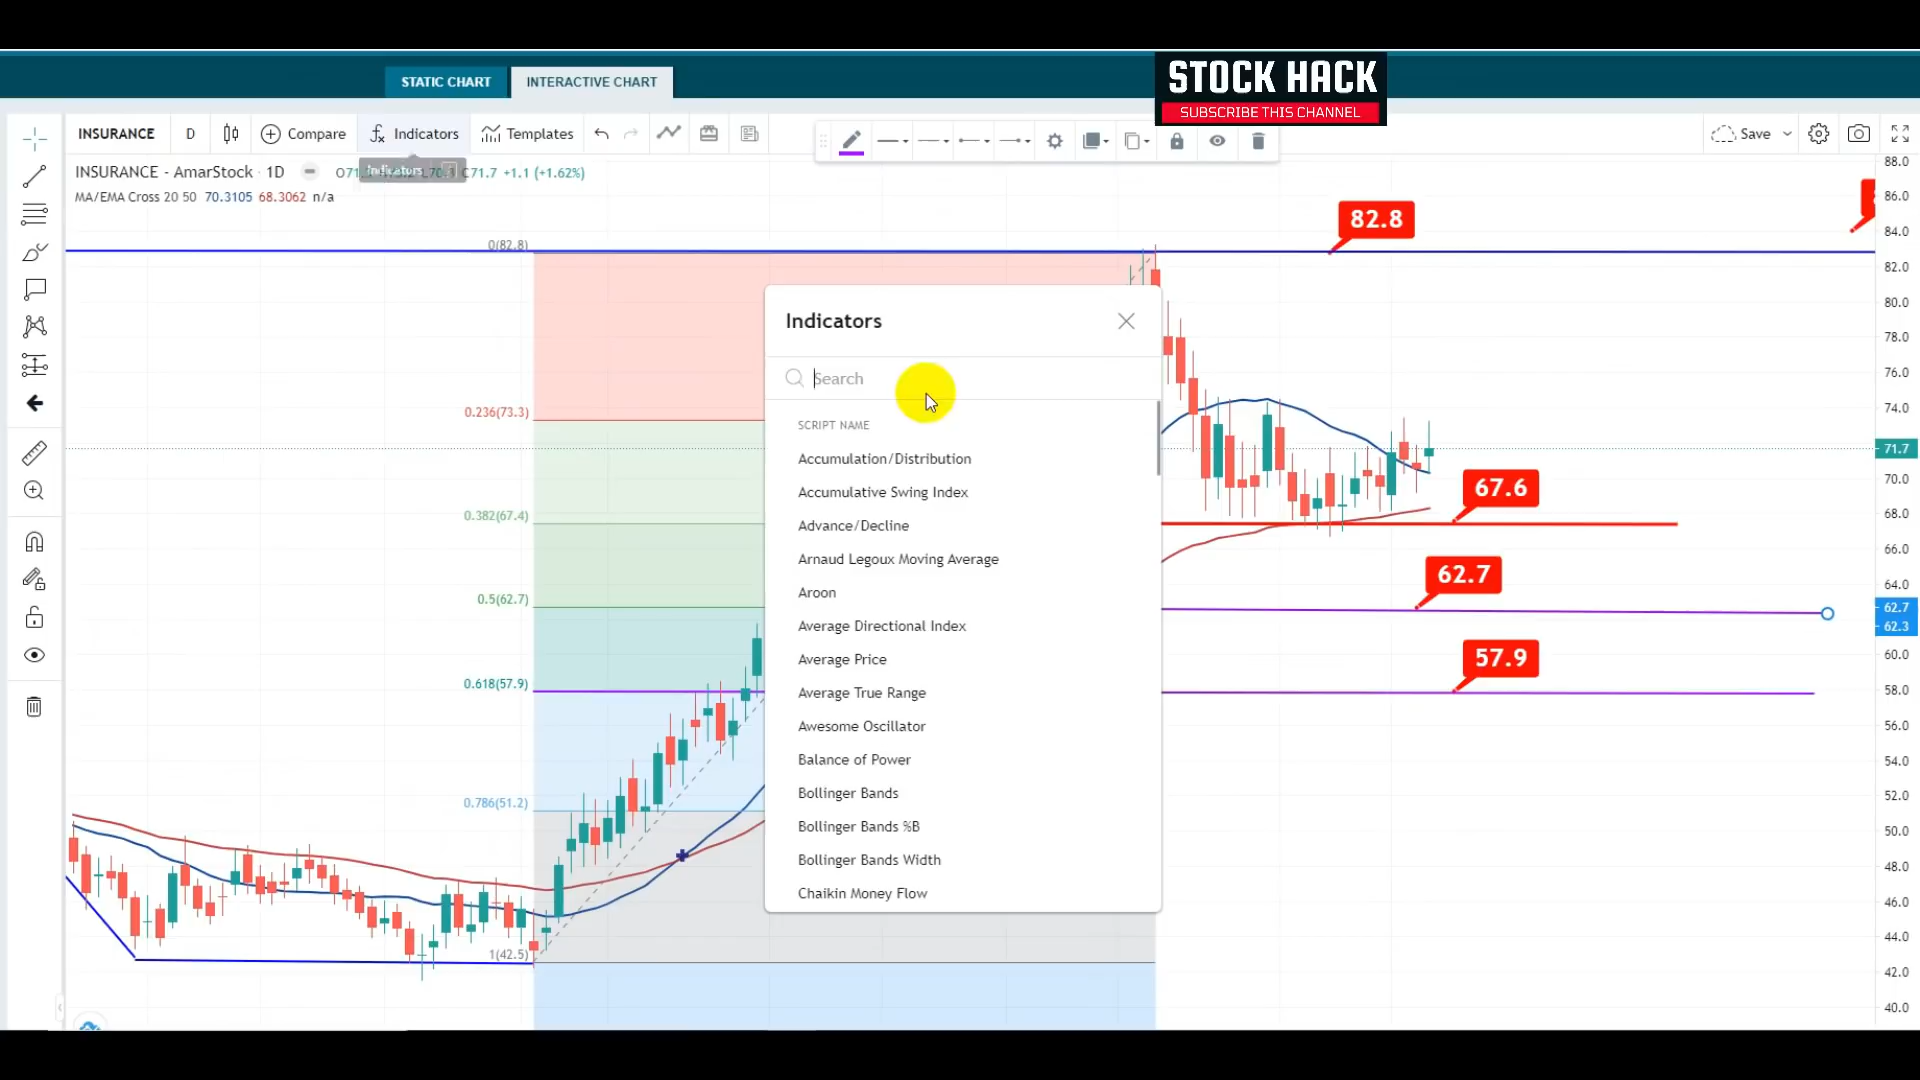 STOCK HACK
SUBSCRIBE THIS CHANNEL
STATIC CHART
INTERACTIVE CHART
INSURANCE
D
Compare
Indicators
Templates
Save
INSURANCE - AmarStock · 1D
C71.7 +1.1 (+1.62%)
Indicators
MA/EMA Cross 20 50 70.3105 68.3062 n/a
0(82.8)
0.236(73.3)
0.382(67.4)
0.5(62.7)
0.618(57.9)
0.786(51.2)
1(42.5)
Indicators
Search
SCRIPT NAME
Accumulation/Distribution
Accumulative Swing Index
Advance/Decline
Arnaud Legoux Moving Average
Aroon
Average Directional Index
Average Price
Average True Range
Awesome Oscillator
Balance of Power
Bollinger Bands
Bollinger Bands %B
Bollinger Bands Width
Chaikin Money Flow
82.8
67.6
62.7
57.9
88.0
86.0
84.0
82.0
80.0
78.0
76.0
74.0
71.7
70.0
68.0
66.0
64.0
62.7
62.3
60.0
58.0
56.0
54.0
52.0
50.0
48.0
46.0
44.0
42.0
40.0